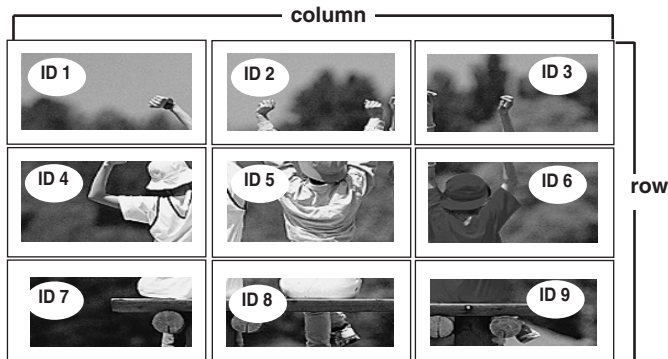 column
ID 1
ID 2
ID 3
ID 4
ID 5
ID 6
row
ID 7
ID 8
ID 9